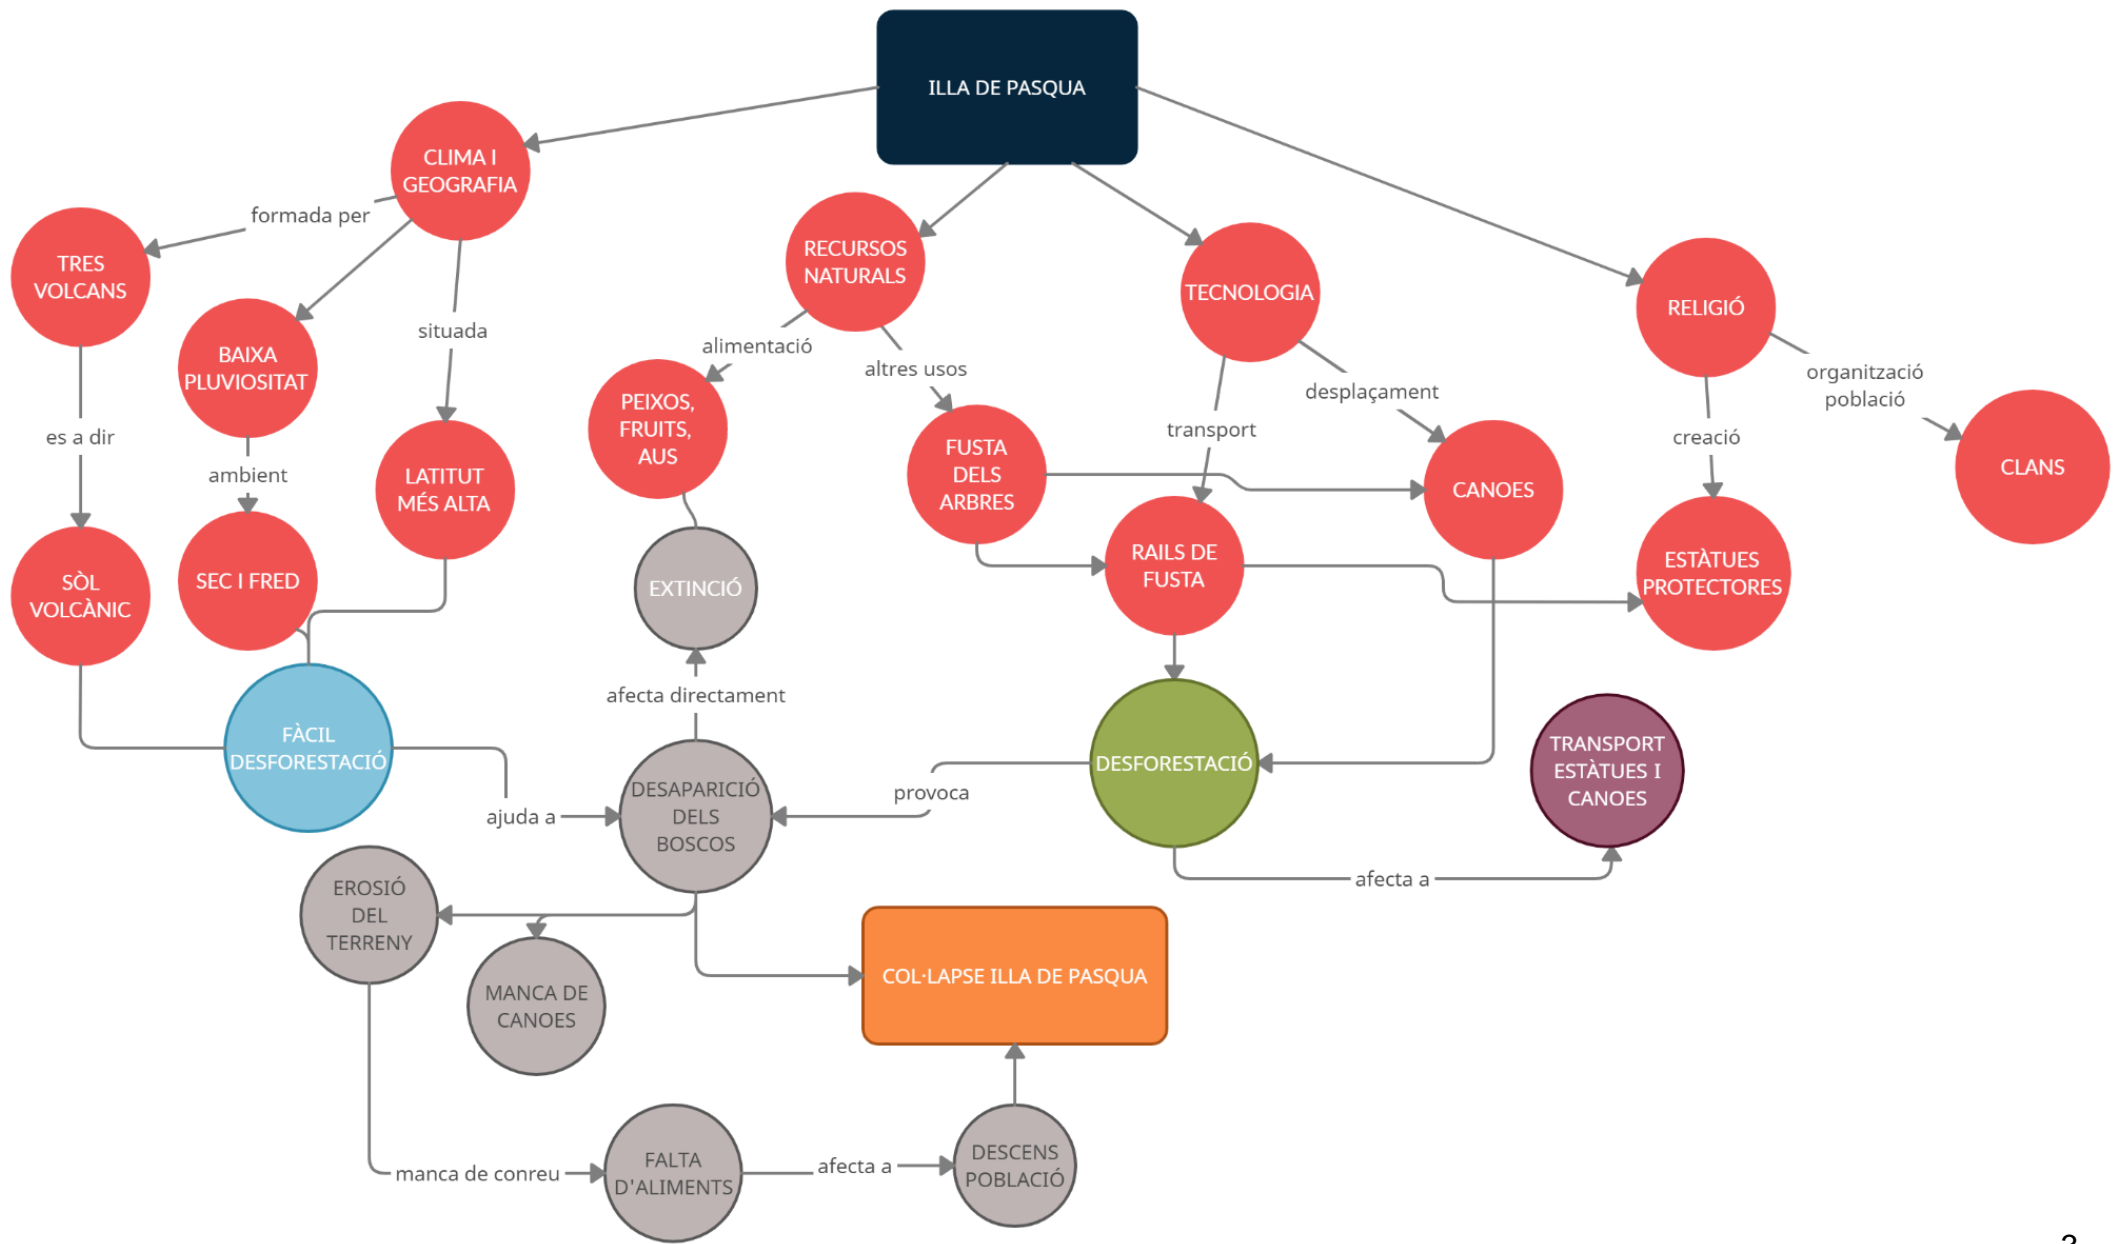 ILLA DE PASQUA
CLIMA I
GEOGRAFIA
formada per
TRES
VOLCANS
BAIXA
PLUVIOSITAT
situada
es a dir
ambient
LATITUT
MÉS ALTA
SÒL
VOLCÀNIC
SEC I FRED
FÀCIL
DESFORESTACIÓ
ajuda a
RECURSOS
NATURALS
alimentació
altres usos
PEIXOS,
FRUITS,
AUS
FUSTA
DELS
ARBRES
EXTINCIÓ
afecta directament
DESAPARICIÓ
DELS
BOSCOS
TECNOLOGIA
desplaçament
transport
CANOES
RAILS DE
FUSTA
DESFORESTACIÓ
provoca
RELIGIÓ
organització
població
creació
CLANS
ESTÀTUES
PROTECTORES
TRANSPORT
ESTÀTUES I
CANOES
afecta a
EROSIÓ
DEL
TERRENY
MANCA DE
CANOES
COL·LAPSE ILLA DE PASQUA
manca de conreu
FALTA
D'ALIMENTS
afecta a
DESCENS
POBLACIÓ